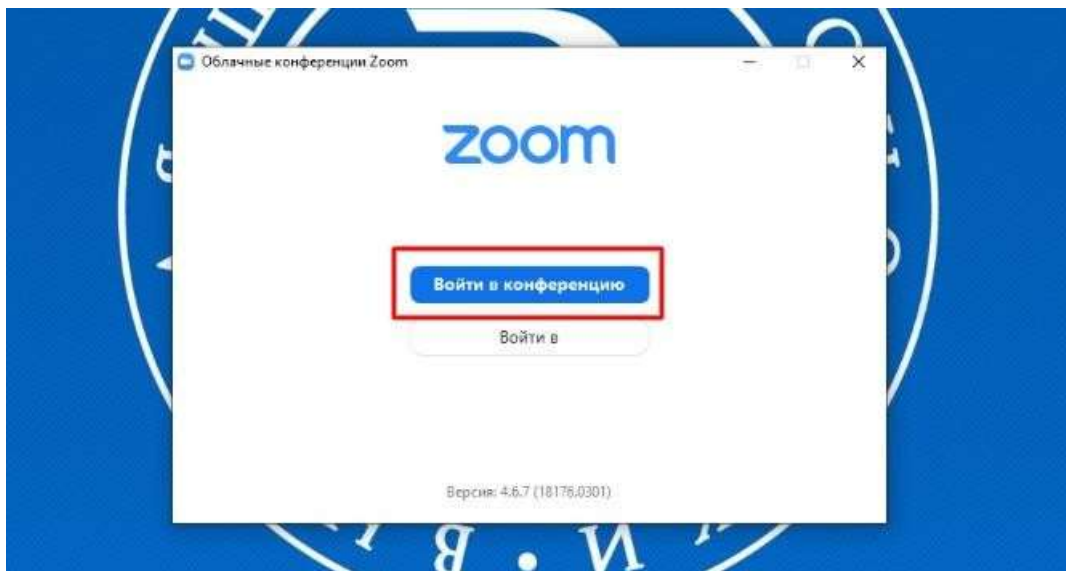 Облачные конференции Zoom
zoom
Войти в конференцию
Войти в
Версия: 4.6.7 (18176.0301)